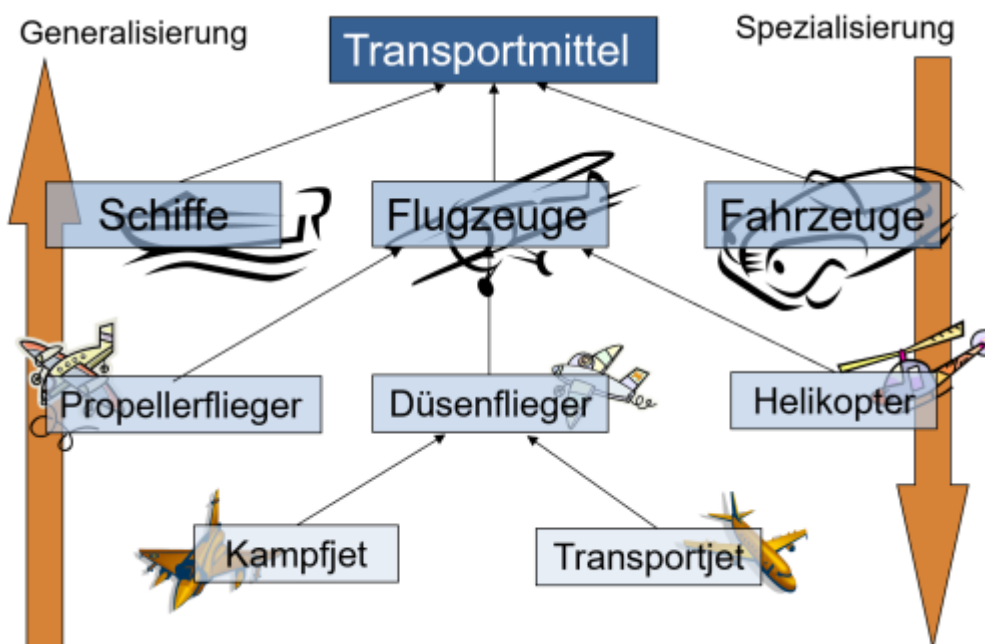 Generalisierung
Transportmittel
Spezialisierung
Schiffe
Flugzeuge
Fahrzeuge
Propellerflieger
Düsenflieger
Helikopter
Kampfjet
Transportjet